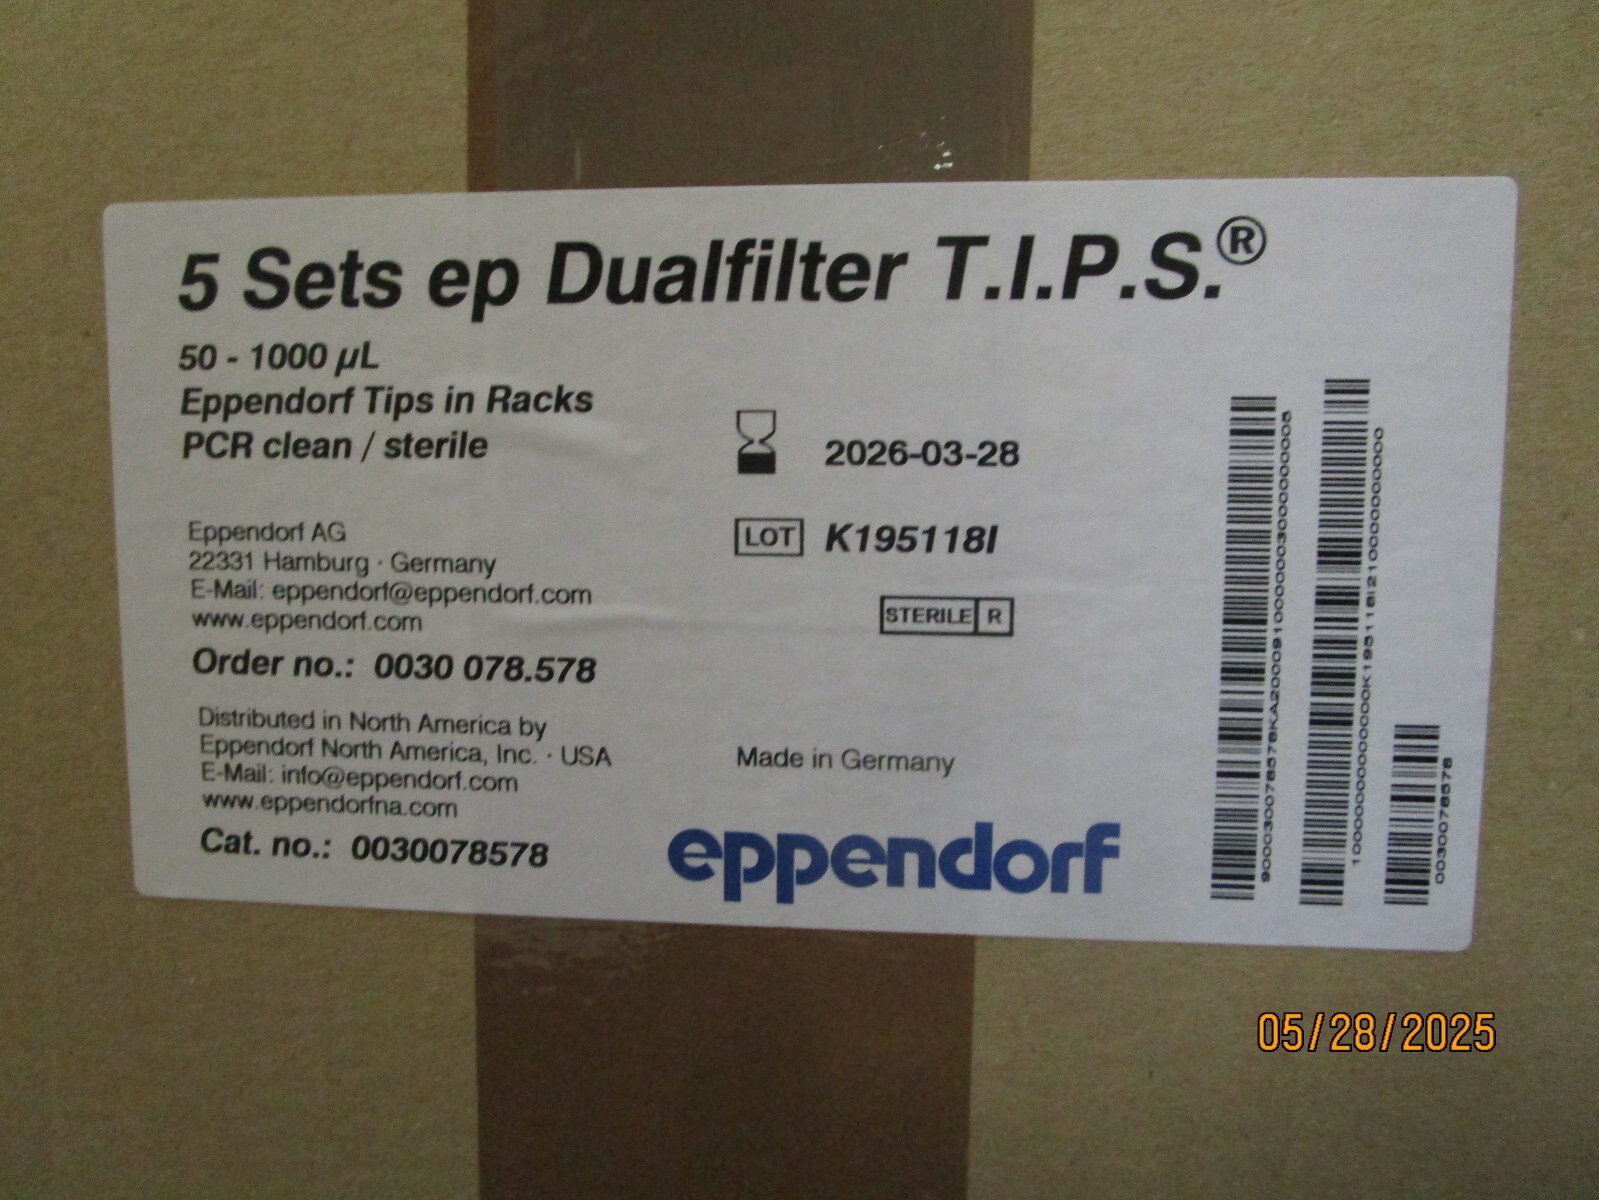 5 Sets ep Dualfilter T.I.P.S.®
50 - 1000 µL
Eppendorf Tips in Racks
PCR clean / sterile
2026-03-28
LOT K195118I
STERILE R
Eppendorf AG
22331 Hamburg · Germany
E-Mail: eppendorf@eppendorf.com
www.eppendorf.com
Order no.: 0030 078.578
Distributed in North America by
Eppendorf North America, Inc. · USA
E-Mail: info@eppendorf.com
www.eppendorfna.com
Cat. no.: 0030078578
Made in Germany
eppendorf
0030078578
05/28/2025